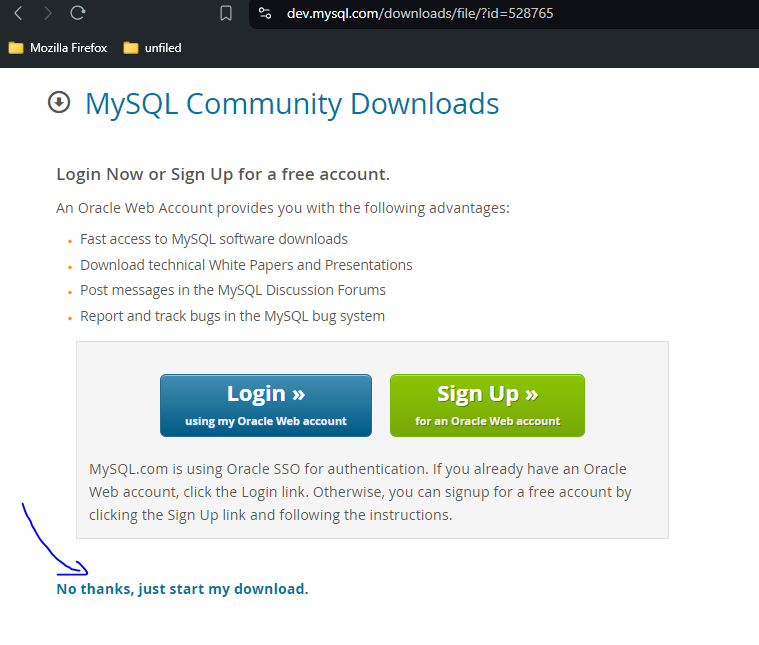 dev.mysql.com/downloads/file/?id=528765
Mozilla Firefox
unfiled
MySQL Community Downloads
Login Now or Sign Up for a free account.
An Oracle Web Account provides you with the following advantages:
Fast access to MySQL software downloads
Download technical White Papers and Presentations
Post messages in the MySQL Discussion Forums
Report and track bugs in the MySQL bug system
Login »
using my Oracle Web account
Sign Up »
for an Oracle Web account
MySQL.com is using Oracle SSO for authentication. If you already have an Oracle
Web account, click the Login link. Otherwise, you can signup for a free account by
clicking the Sign Up link and following the instructions.
No thanks, just start my download.